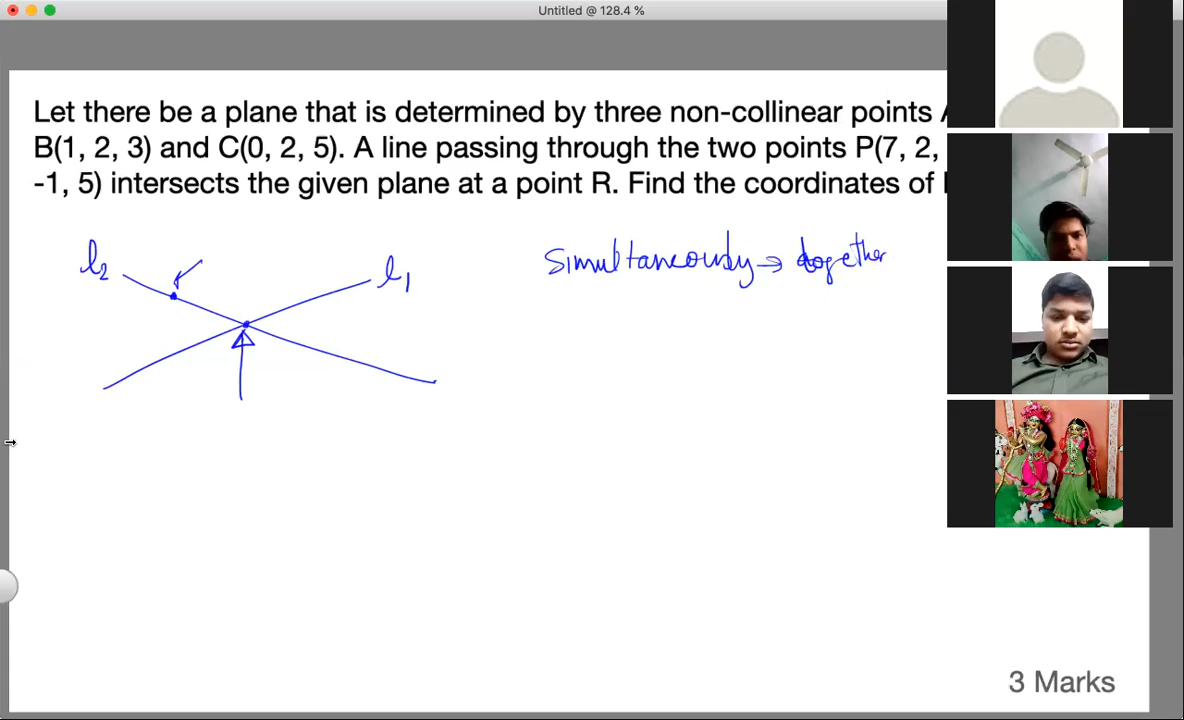 Untitled @ 128.4 %
Let there be a plane that is determined by three non-collinear points
B(1, 2, 3) and C(0, 2, 5). A line passing through the two points P(7, 2,
-1, 5) intersects the given plane at a point R. Find the coordinates of
l2
l1
Simultaneously → together
3 Marks